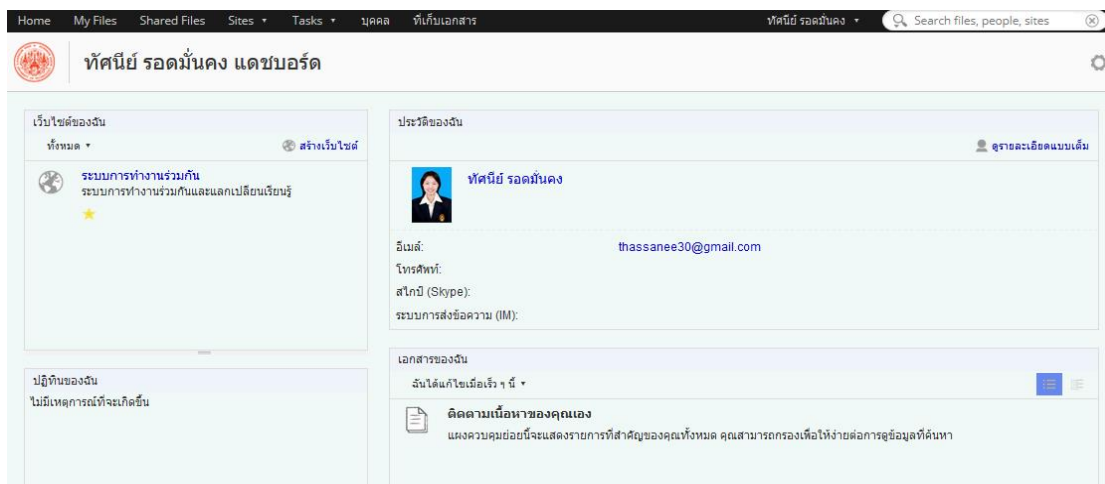 Home My Files Shared Files Sites Tasks บุคคล ที่เก็บเอกสาร ทัศนีย์ รอดมั่นคง Search files, people, sites
ทัศนีย์ รอดมั่นคง แดชบอร์ด
เว็บไซต์ของฉัน
ทั้งหมด สร้างเว็บไซต์
ระบบการทำงานร่วมกัน
ระบบการทำงานร่วมกันและแลกเปลี่ยนเรียนรู้
ปฏิทินของฉัน
ไม่มีเหตุการณ์ที่จะเกิดขึ้น
ประวัติของฉัน
ดูรายละเอียดแบบเต็ม
ทัศนีย์ รอดมั่นคง
อีเมล์: thassanee30@gmail.com
โทรศัพท์:
สไกป์ (Skype):
ระบบการส่งข้อความ (IM):
เอกสารของฉัน
ฉันได้แก้ไขเมื่อเร็ว ๆ นี้
ติดตามเนื้อหาของคุณเอง
แผงควบคุมย่อยนี้จะแสดงรายการที่สำคัญของคุณทั้งหมด คุณสามารถกรองเพื่อให้ง่ายต่อการดูข้อมูลที่ค้นหา